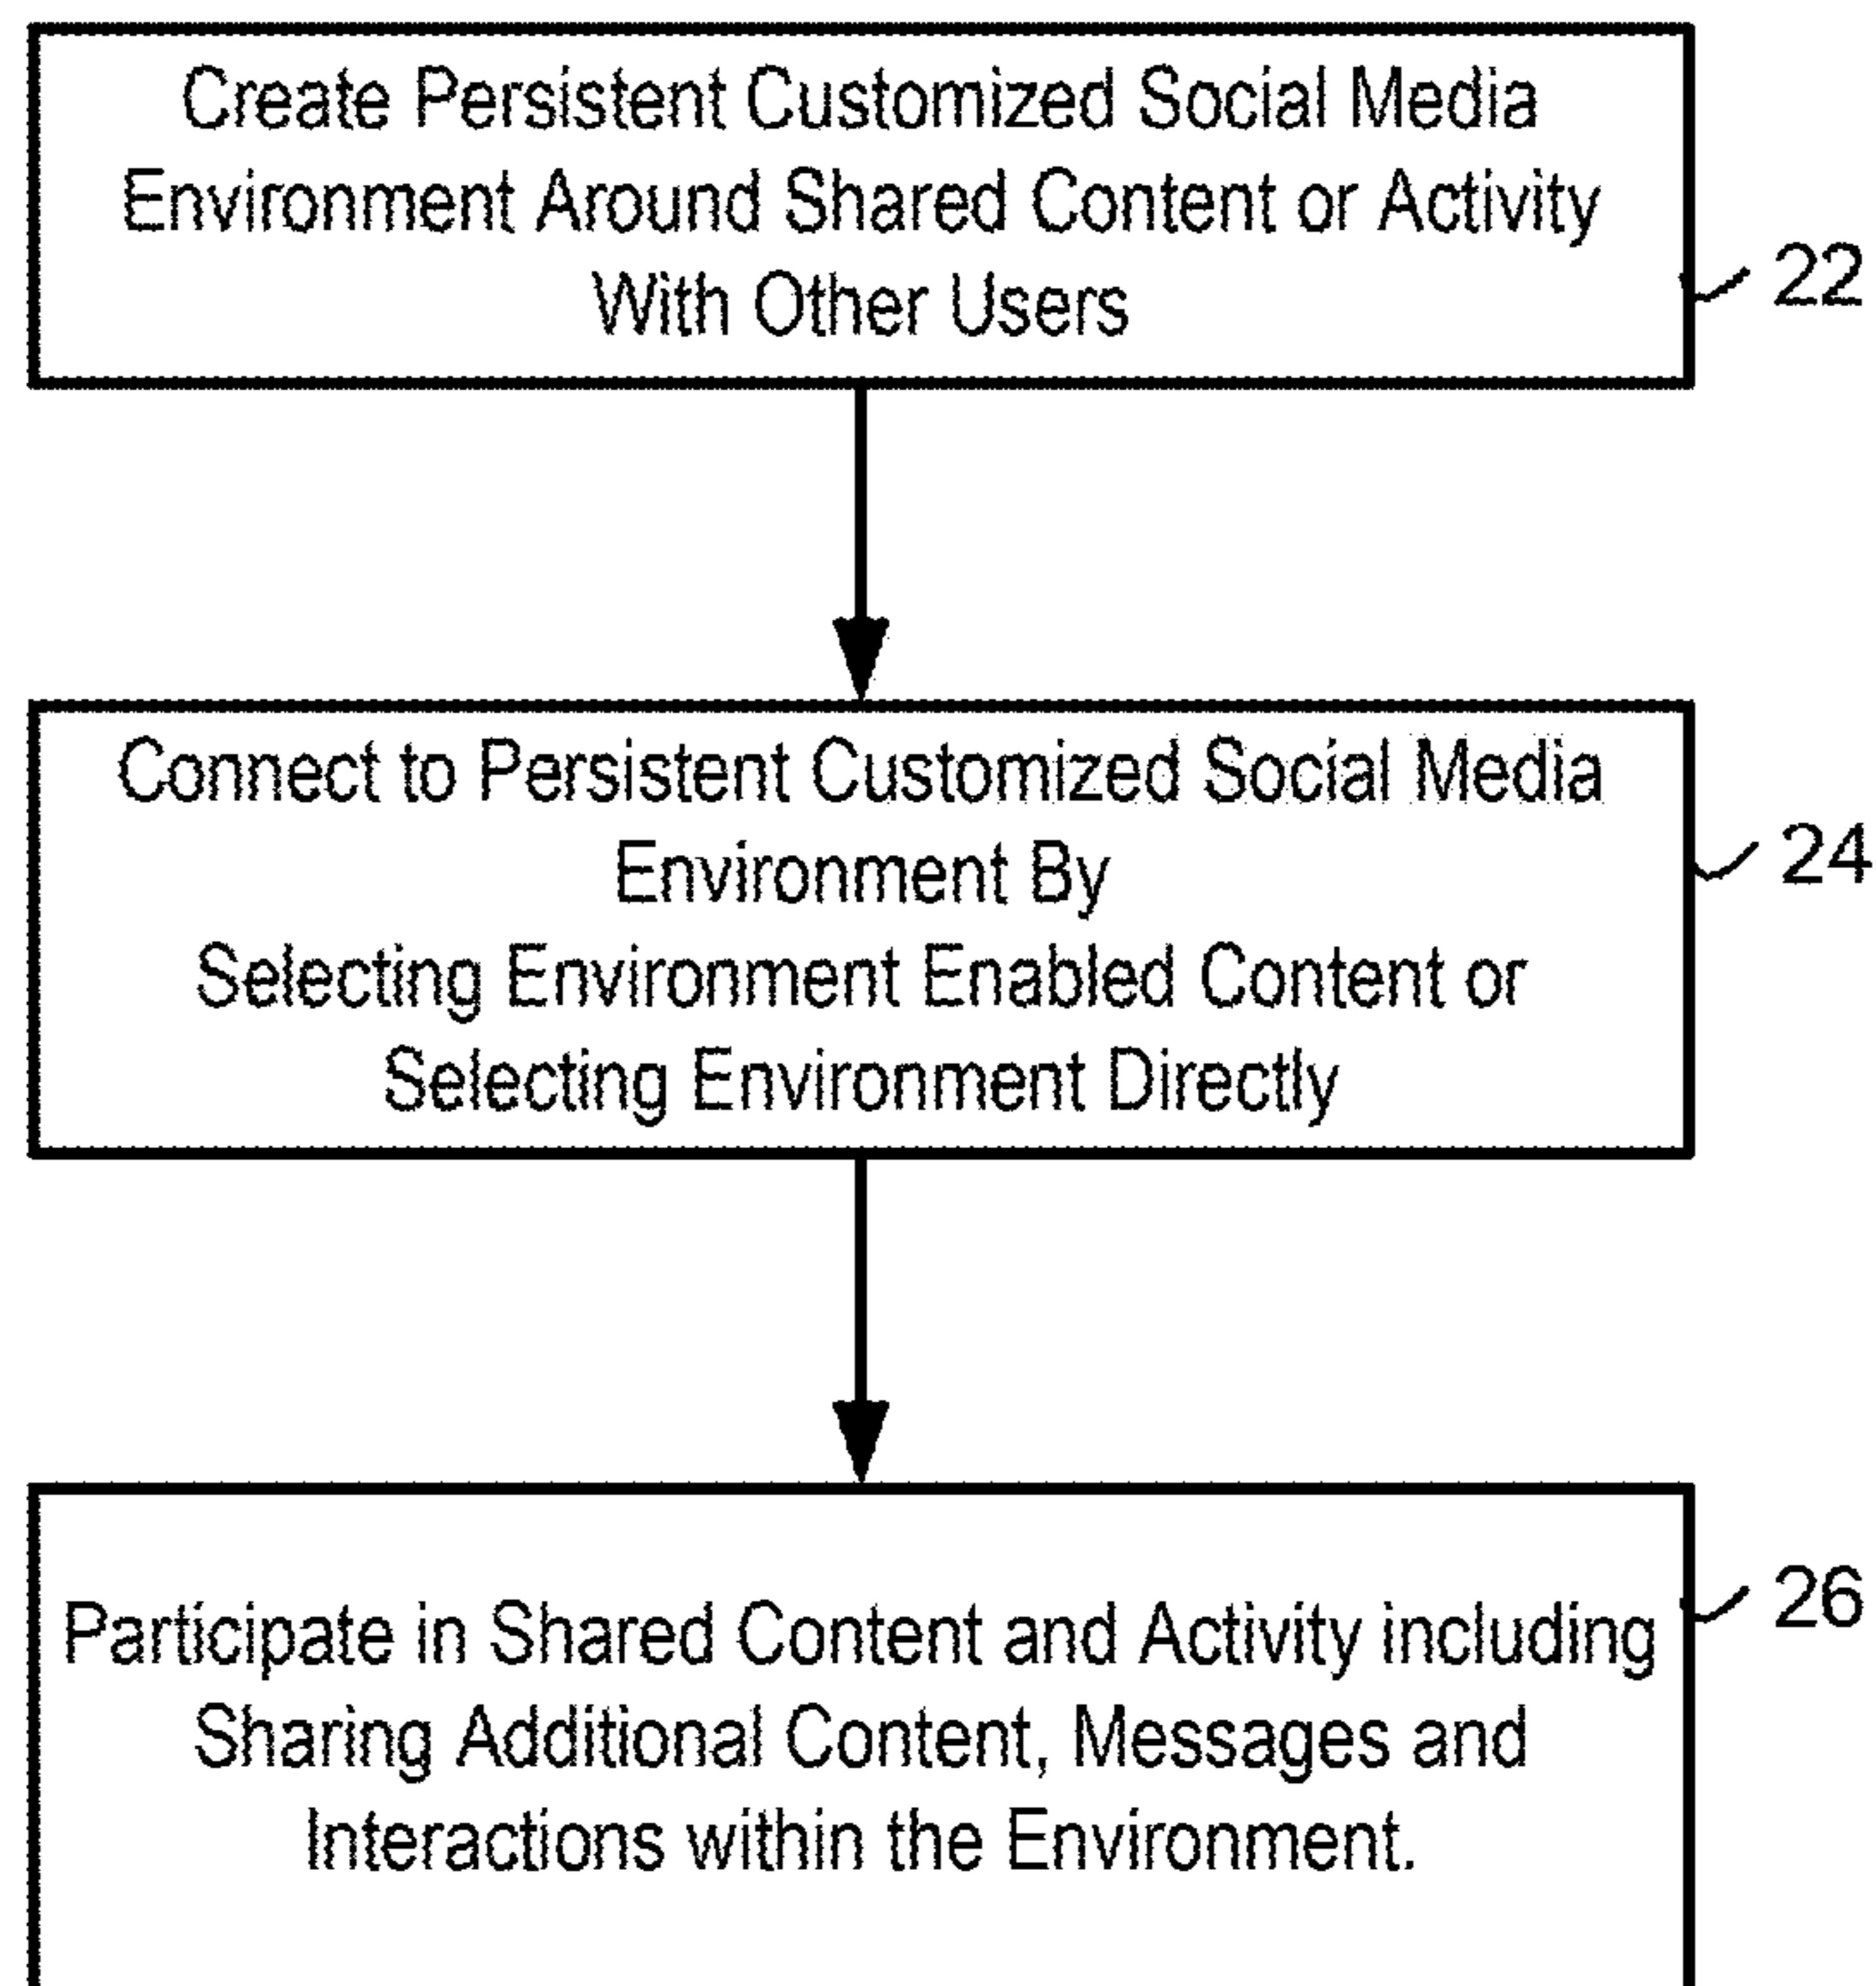 Create Persistent Customized Social Media
Environment Around Shared Content or Activity
With Other Users
22
Connect to Persistent Customized Social Media
Environment By
Selecting Environment Enabled Content or
Selecting Environment Directly
24
Participate in Shared Content and Activity including
Sharing Additional Content, Messages and
Interactions within the Environment.
26